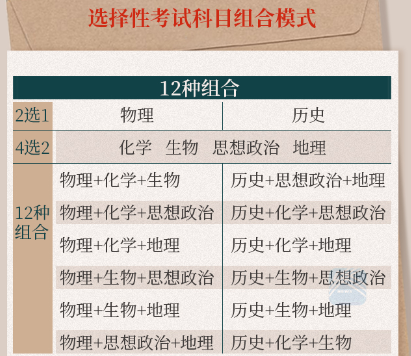 选择性考试科目组合模式
12种组合
2选1 物理 历史
4选2 化学 生物 思想政治 地理
12种组合
物理+化学+生物 历史+思想政治+地理
物理+化学+思想政治 历史+化学+思想政治
物理+化学+地理 历史+化学+地理
物理+生物+思想政治 历史+生物+思想政治
物理+生物+地理 历史+生物+地理
物理+思想政治+地理 历史+化学+生物